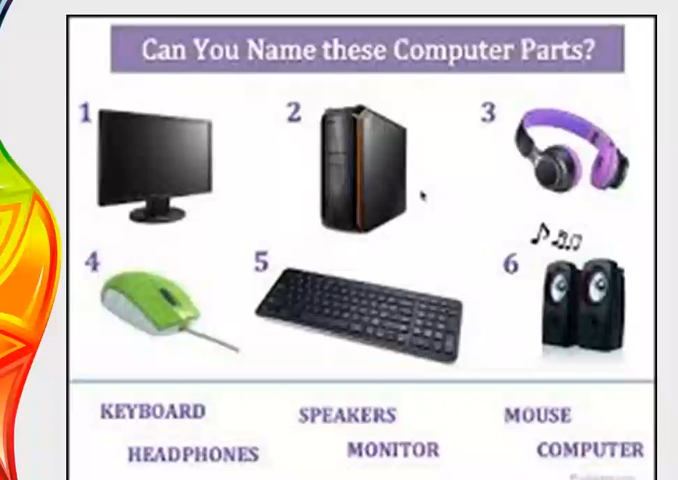 Can You Name these Computer Parts?
1 2 3
4 5 6
KEYBOARD SPEAKERS MOUSE
HEADPHONES MONITOR COMPUTER